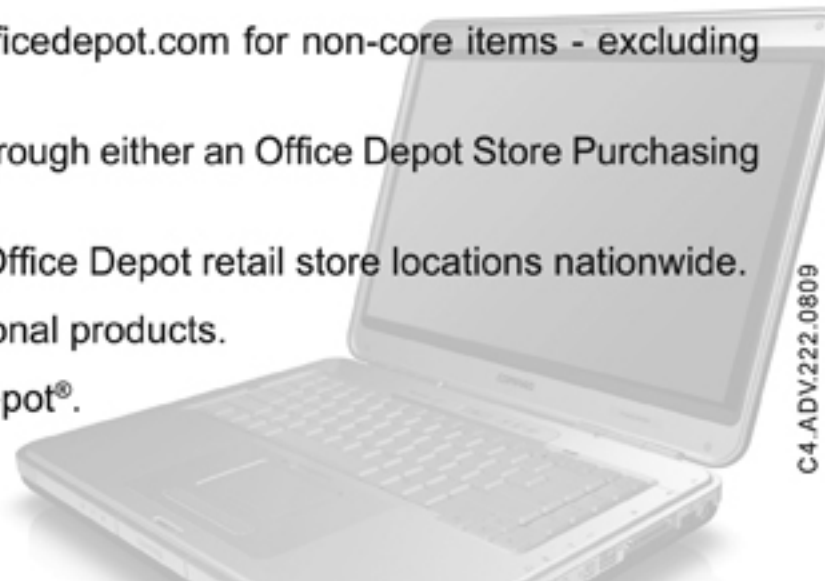 ficedepot.com for non-core items - excluding
rough either an Office Depot Store Purchasing
Office Depot retail store locations nationwide.
onal products.
pot®.
C4.ADV.222.0809